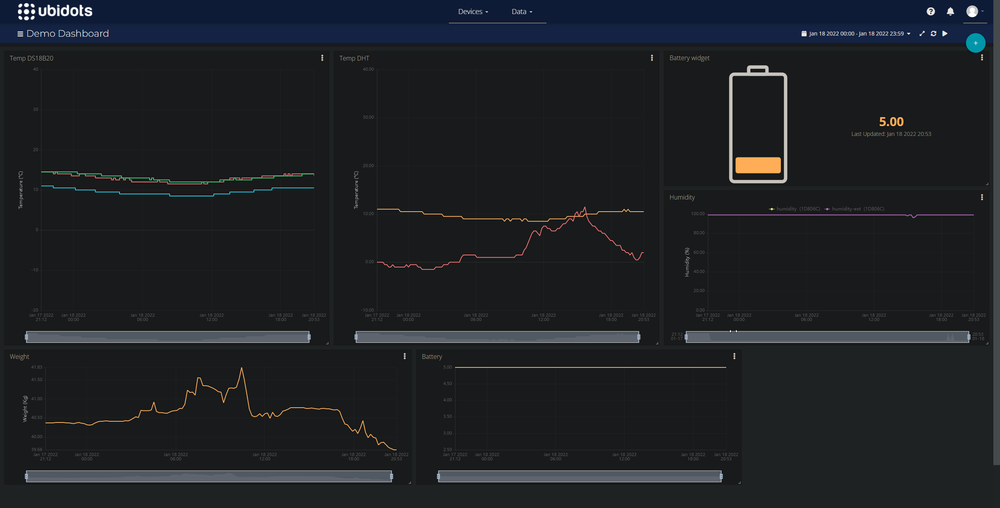 ubidots
Devices
Data
Demo Dashboard
Jan 18 2022 00:00 - Jan 18 2022 23:59
+
Temp DS18B20
40
30
20
10
0
-10
-20
Temperature (°C)
Jan 17 2022 21:12
Jan 18 2022 00:00
Jan 18 2022 06:00
Jan 18 2022 12:00
Jan 18 2022 18:00
Jan 18 2022 20:53
Temp DHT
40.00
30.00
20.00
10.00
0.00
-10.00
Temperature (°C)
Jan 17 2022 21:12
Jan 18 2022 00:00
Jan 18 2022 06:00
Jan 18 2022 12:00
Jan 18 2022 18:00
Jan 18 2022 20:53
Battery widget
5.00
Last Updated: Jan 18 2022 20:53
Humidity
humidity (1D806C)
humidity-ext (1D806C)
100.00
80.00
60.00
40.00
20.00
0.00
Humidity (%)
Jan 17 2022 21:12
Jan 18 2022 00:00
Jan 18 2022 06:00
Jan 18 2022 12:00
Jan 18 2022 18:00
Jan 18 2022 20:53
21:12
01-17
20:53
01-18
Weight
41.83
41.50
41.00
40.50
40.00
39.66
Weight (Kg)
Jan 17 2022 21:12
Jan 18 2022 00:00
Jan 18 2022 06:00
Jan 18 2022 12:00
Jan 18 2022 18:00
Jan 18 2022 20:53
Battery
5.00
4.50
4.00
3.50
3.00
2.50
Jan 17 2022 21:12
Jan 18 2022 00:00
Jan 18 2022 06:00
Jan 18 2022 12:00
Jan 18 2022 18:00
Jan 18 2022 20:53